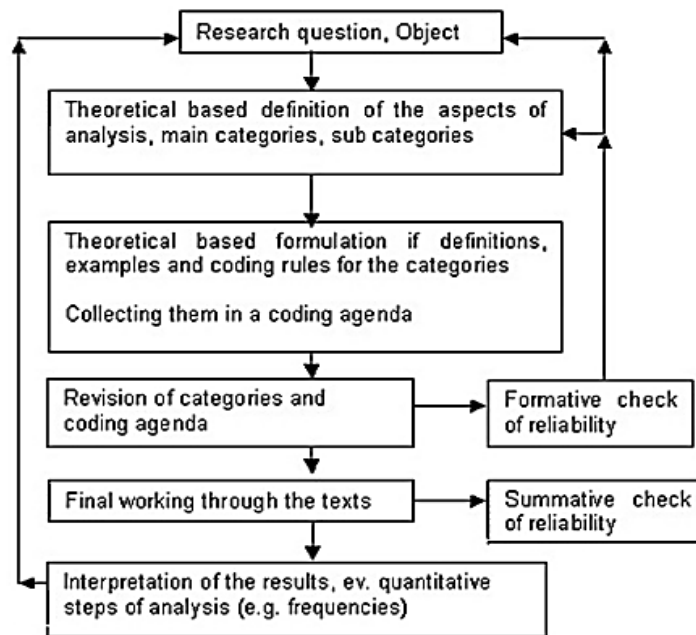 Research question, Object
Theoretical based definition of the aspects of
analysis, main categories, sub categories
Theoretical based formulation if definitions,
examples and coding rules for the categories
Collecting them in a coding agenda
Revision of categories and
coding agenda
Formative check
of reliability
Final working through the texts
Summative check
of reliability
Interpretation of the results, ev. quantitative
steps of analysis (e.g. frequencies)